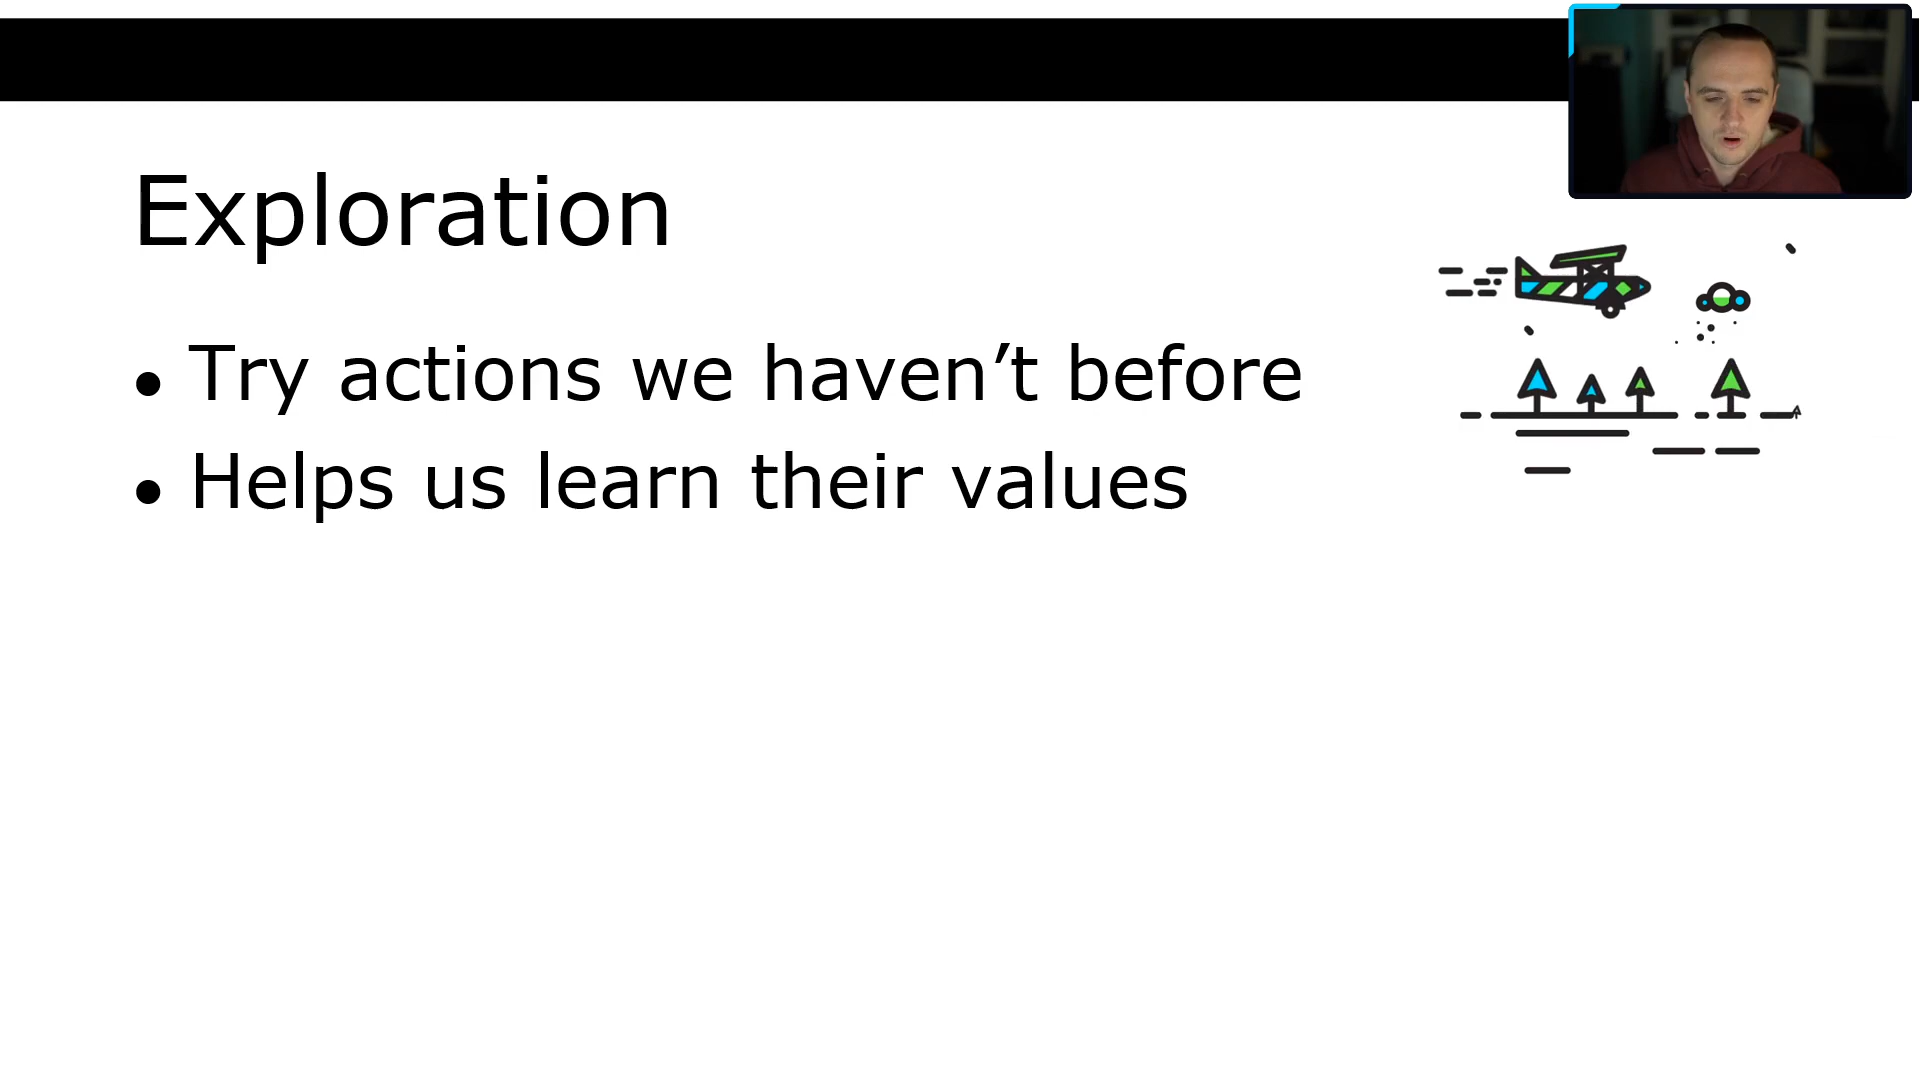 Exploration
Try actions we haven’t before
Helps us learn their values